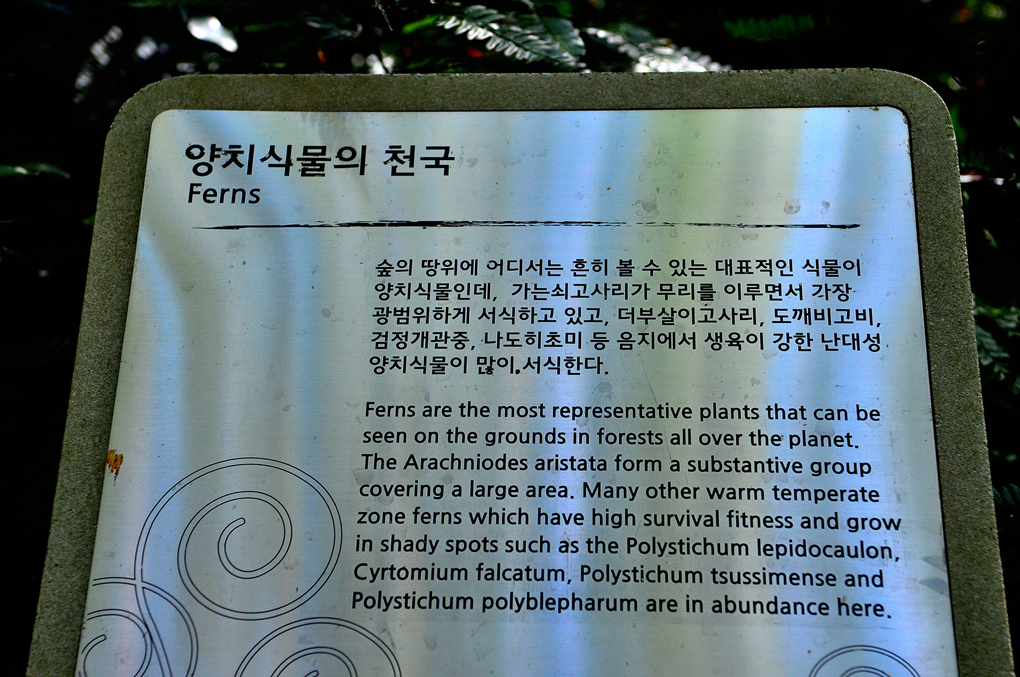 양치식물의 천국
Ferns
숲의 땅위에 어디서는 흔히 볼 수 있는 대표적인 식물이
양치식물인데, 가는쇠고사리가 무리를 이루면서 가장
광범위하게 서식하고 있고, 더부살이고사리, 도깨비고비,
검정개관중, 나도히초미 등 음지에서 생육이 강한 난대성
양치식물이 많이 서식한다.
Ferns are the most representative plants that can be
seen on the grounds in forests all over the planet.
The Arachniodes aristata form a substantive group
covering a large area. Many other warm temperate
zone ferns which have high survival fitness and grow
in shady spots such as the Polystichum lepidocaulon,
Cyrtomium falcatum, Polystichum tsussimense and
Polystichum polyblepharum are in abundance here.